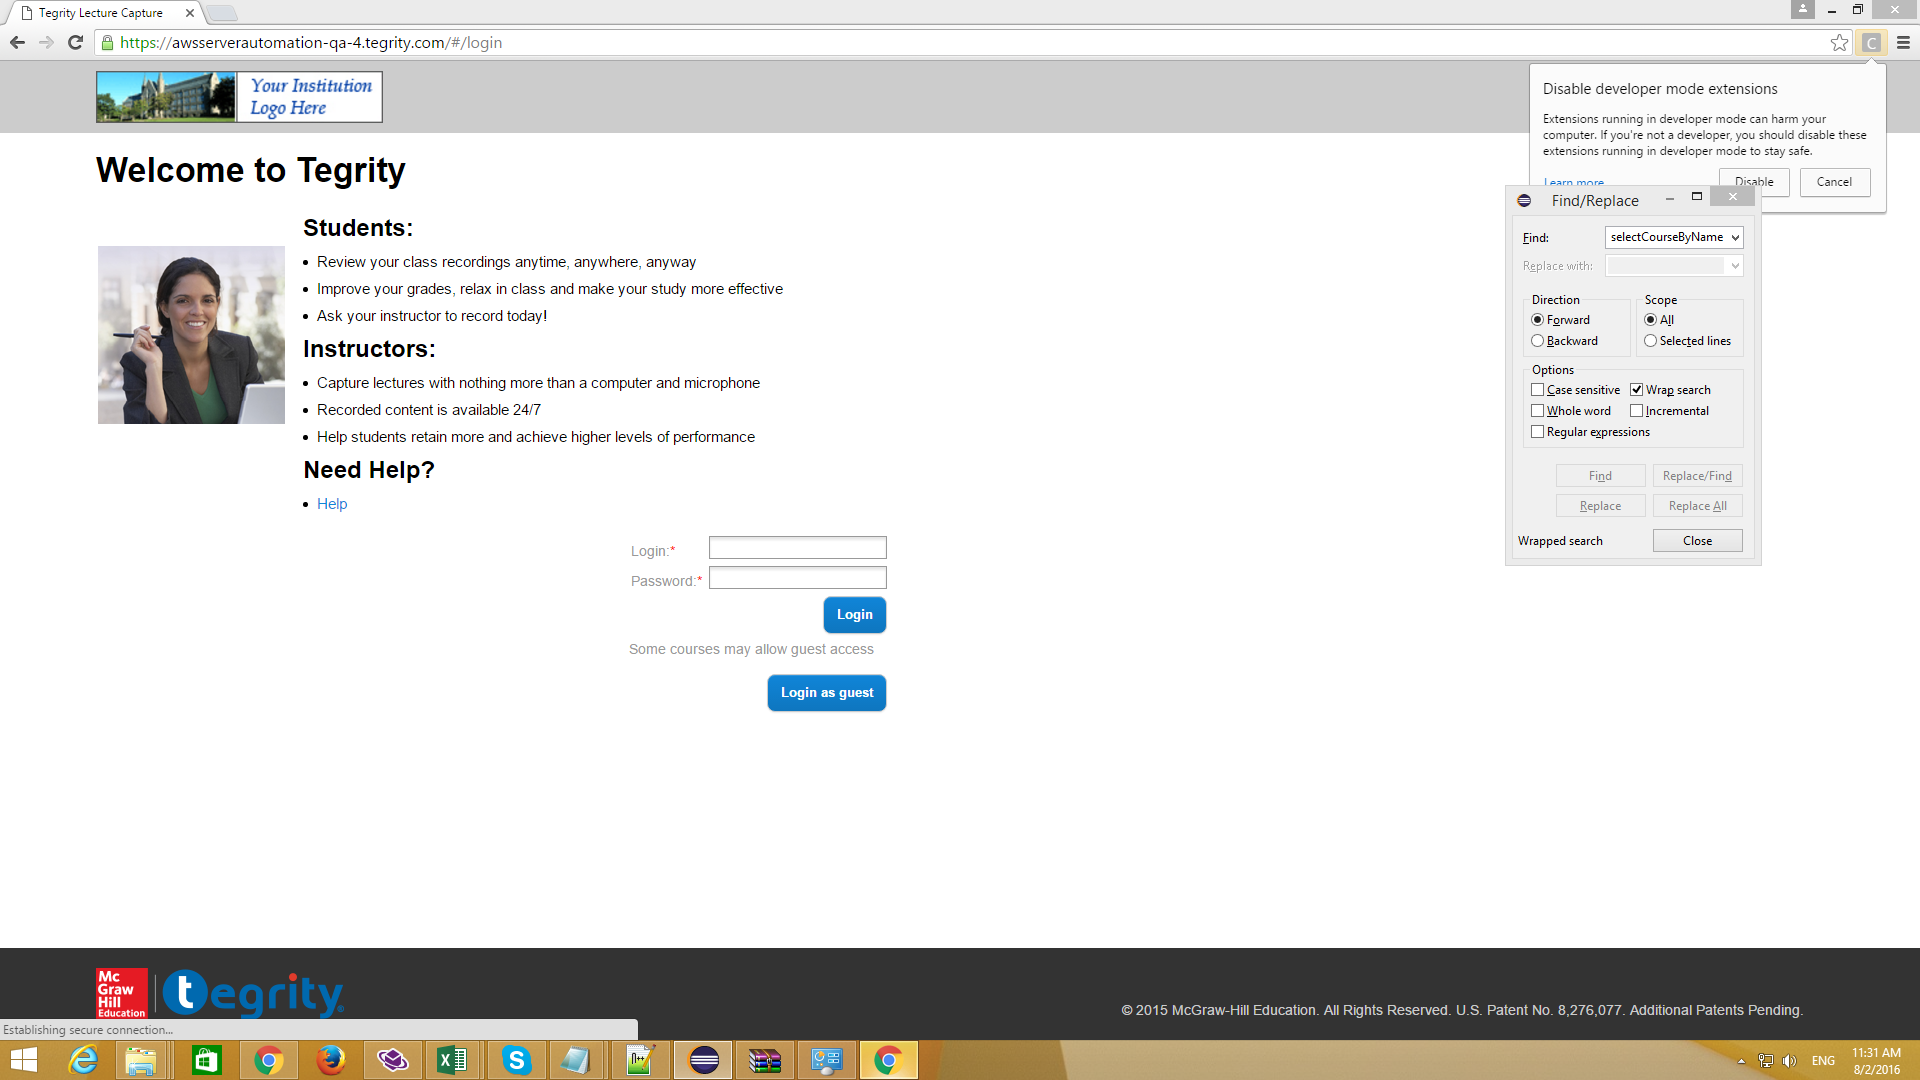 Tegrity Lecture Capture
https://awsserverautomation-qa-4.tegrity.com/#/login
C
Your Institution
Logo Here
Disable developer mode extensions
Extensions running in developer mode can harm your
computer. If you're not a developer, you should disable these
extensions running in developer mode to stay safe.
Learn more
Disable
Cancel
Welcome to Tegrity
Students:
Review your class recordings anytime, anywhere, anyway
Improve your grades, relax in class and make your study more effective
Ask your instructor to record today!
Instructors:
Capture lectures with nothing more than a computer and microphone
Recorded content is available 24/7
Help students retain more and achieve higher levels of performance
Need Help?
Help
Login:*
Password:*
Login
Some courses may allow guest access
Login as guest
Find/Replace
Find:
selectCourseByName
Replace with:
Direction
Scope
Forward
All
Backward
Selected lines
Options
Case sensitive
Wrap search
Whole word
Incremental
Regular expressions
Find
Replace/Find
Replace
Replace All
Wrapped search
Close
Mc
Graw
Hill
Education
tegrity
© 2015 McGraw-Hill Education. All Rights Reserved. U.S. Patent No. 8,276,077. Additional Patents Pending.
Establishing secure connection...
ENG
11:31 AM
8/2/2016